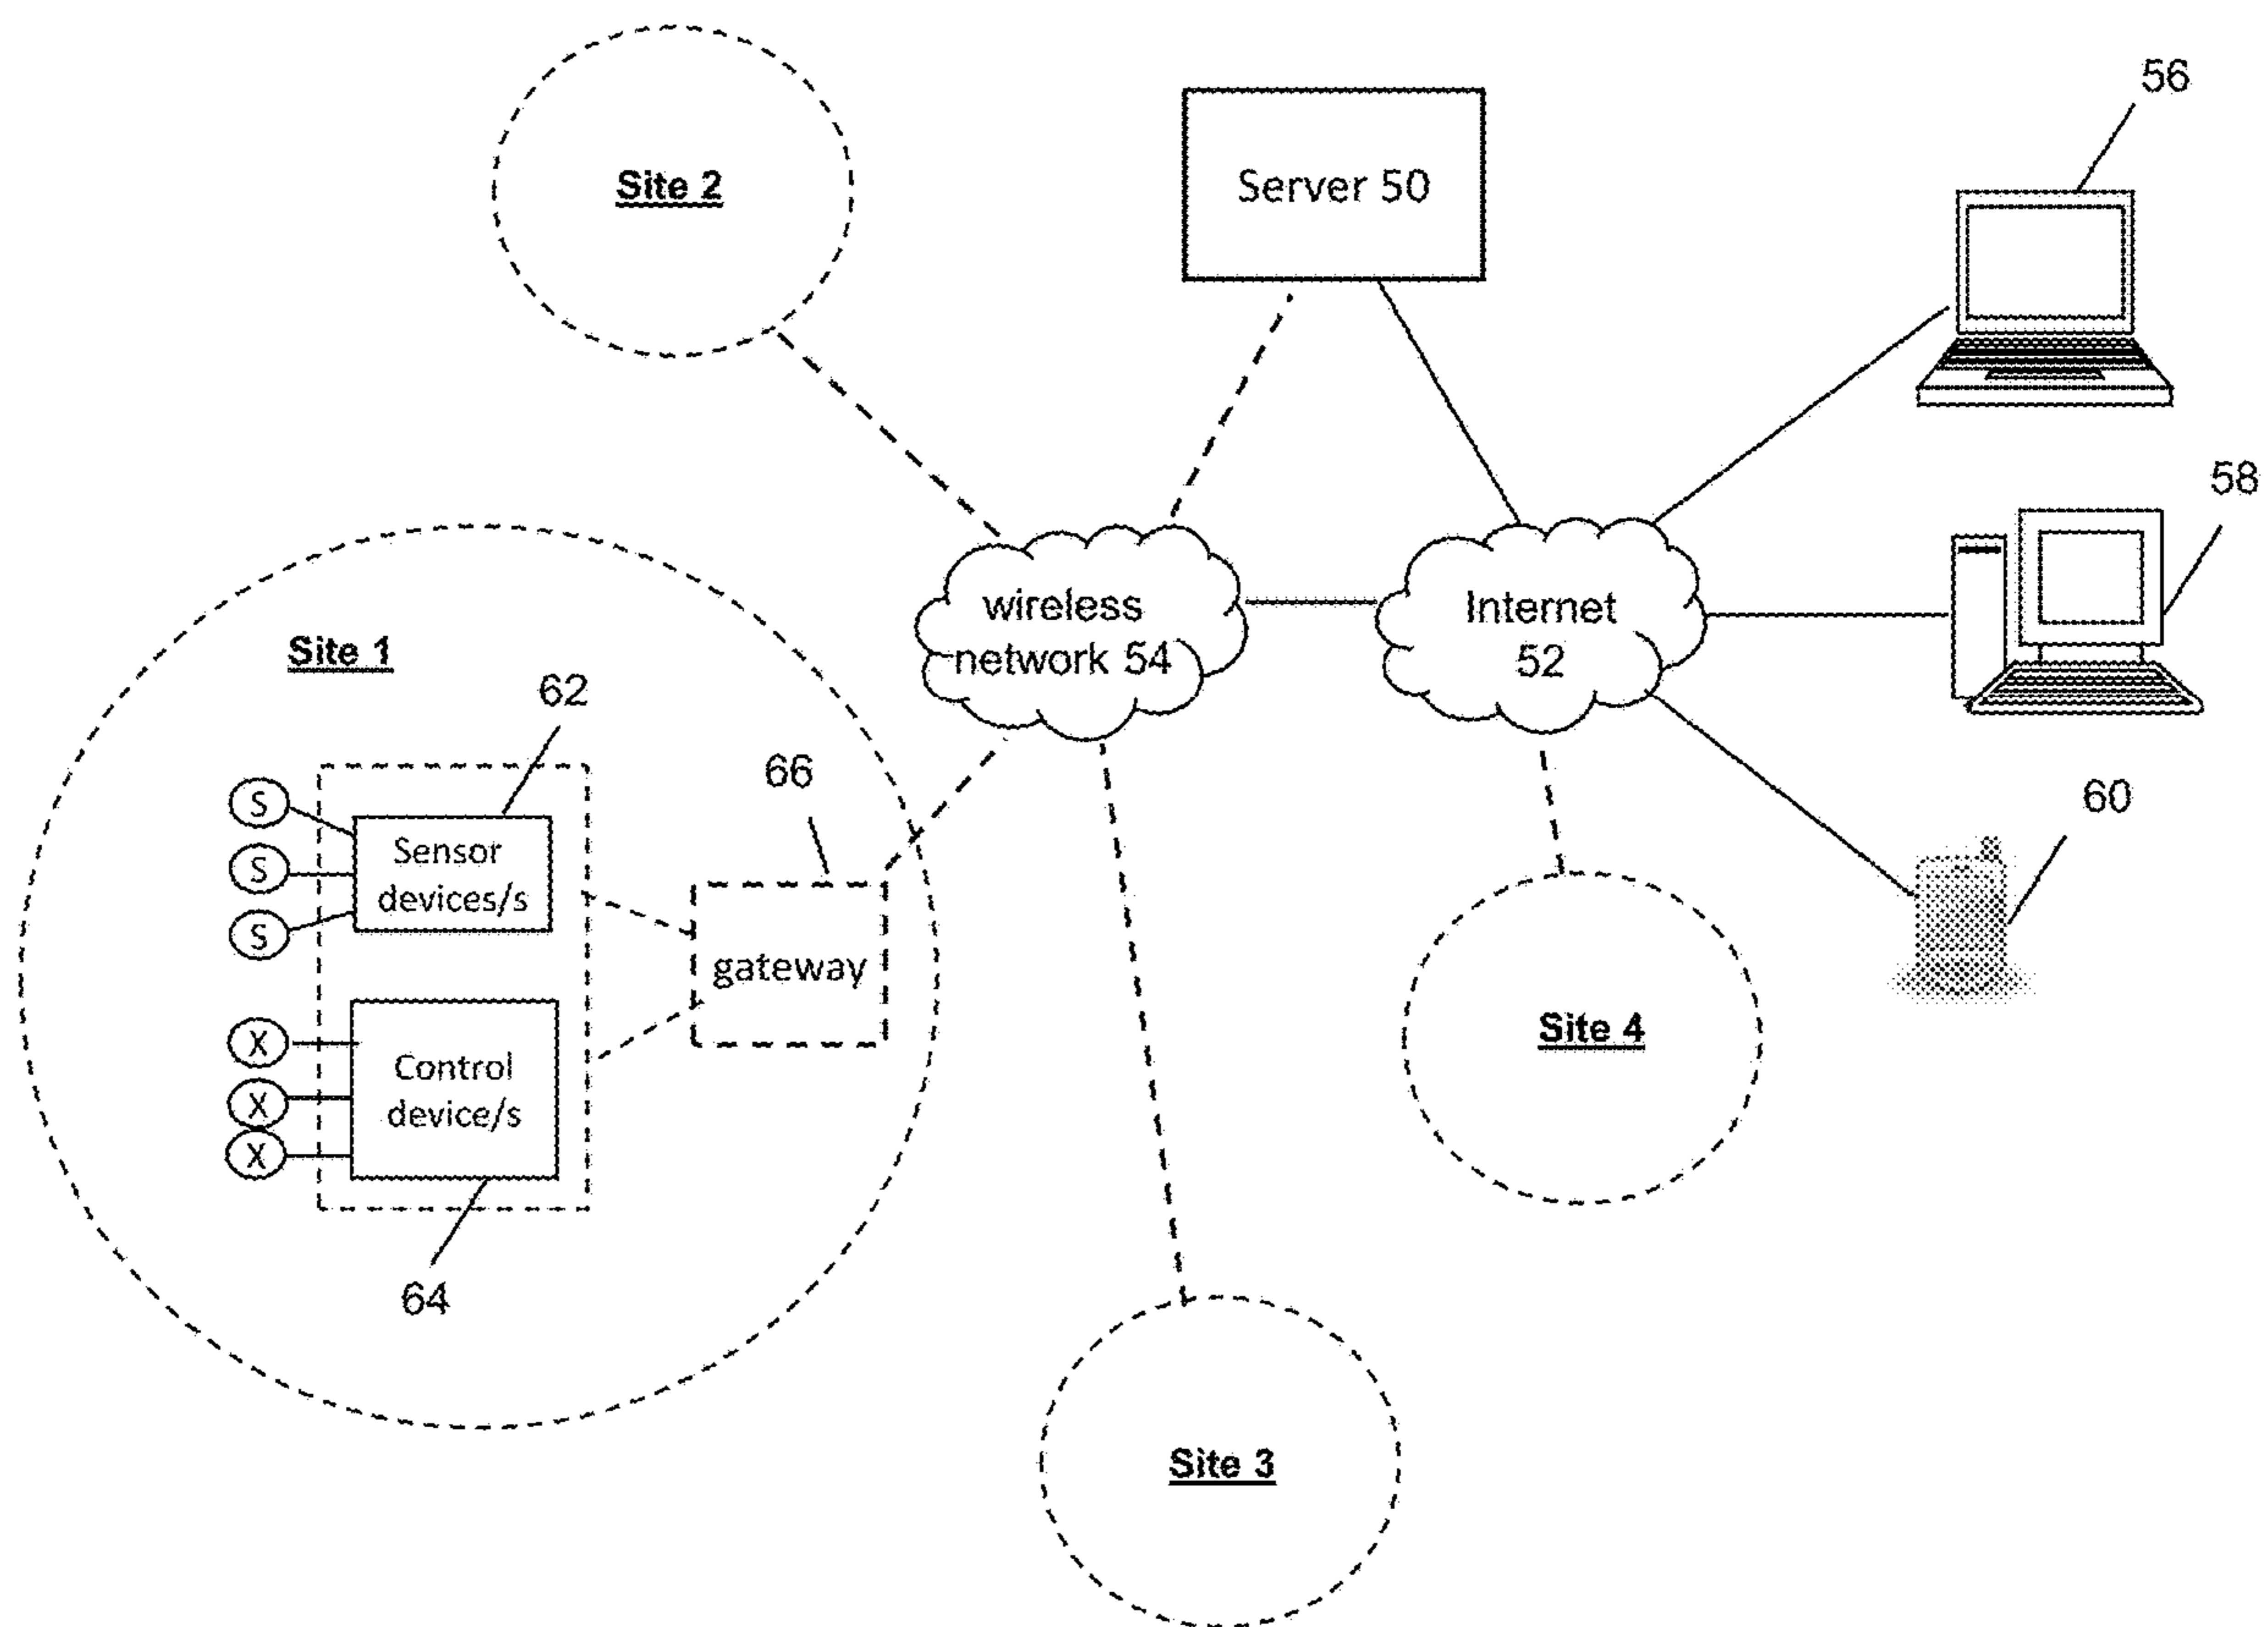 56
Site 2
Server 50
58
wireless
network 54
Internet
52
Site 1
62
66
60
S
S
S
Sensor
devices/s
gateway
X
X
X
Control
device/s
Site 4
64
Site 3